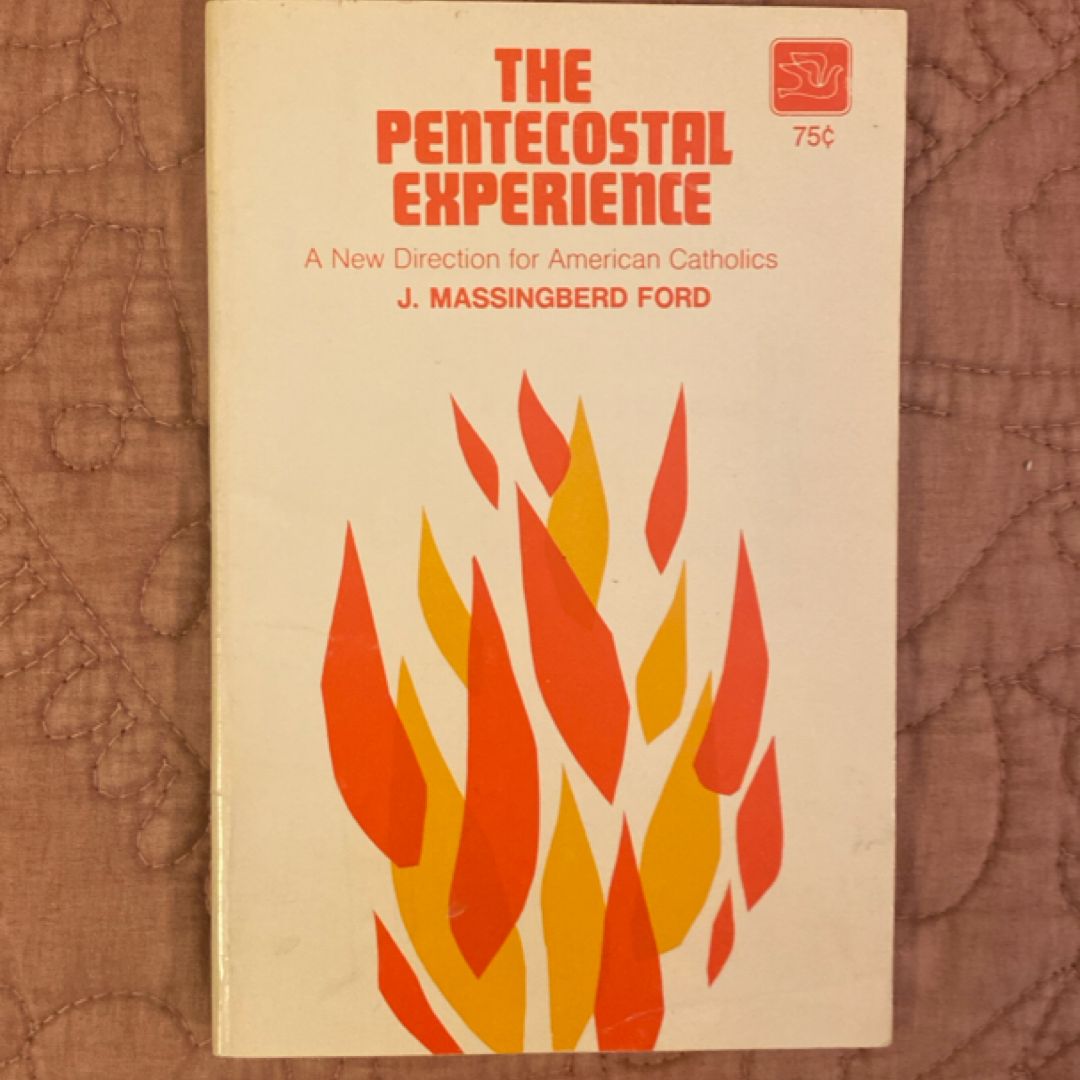 THE
PENTECOSTAL
EXPERIENCE
75¢
A New Direction for American Catholics
J. MASSINGBERD FORD